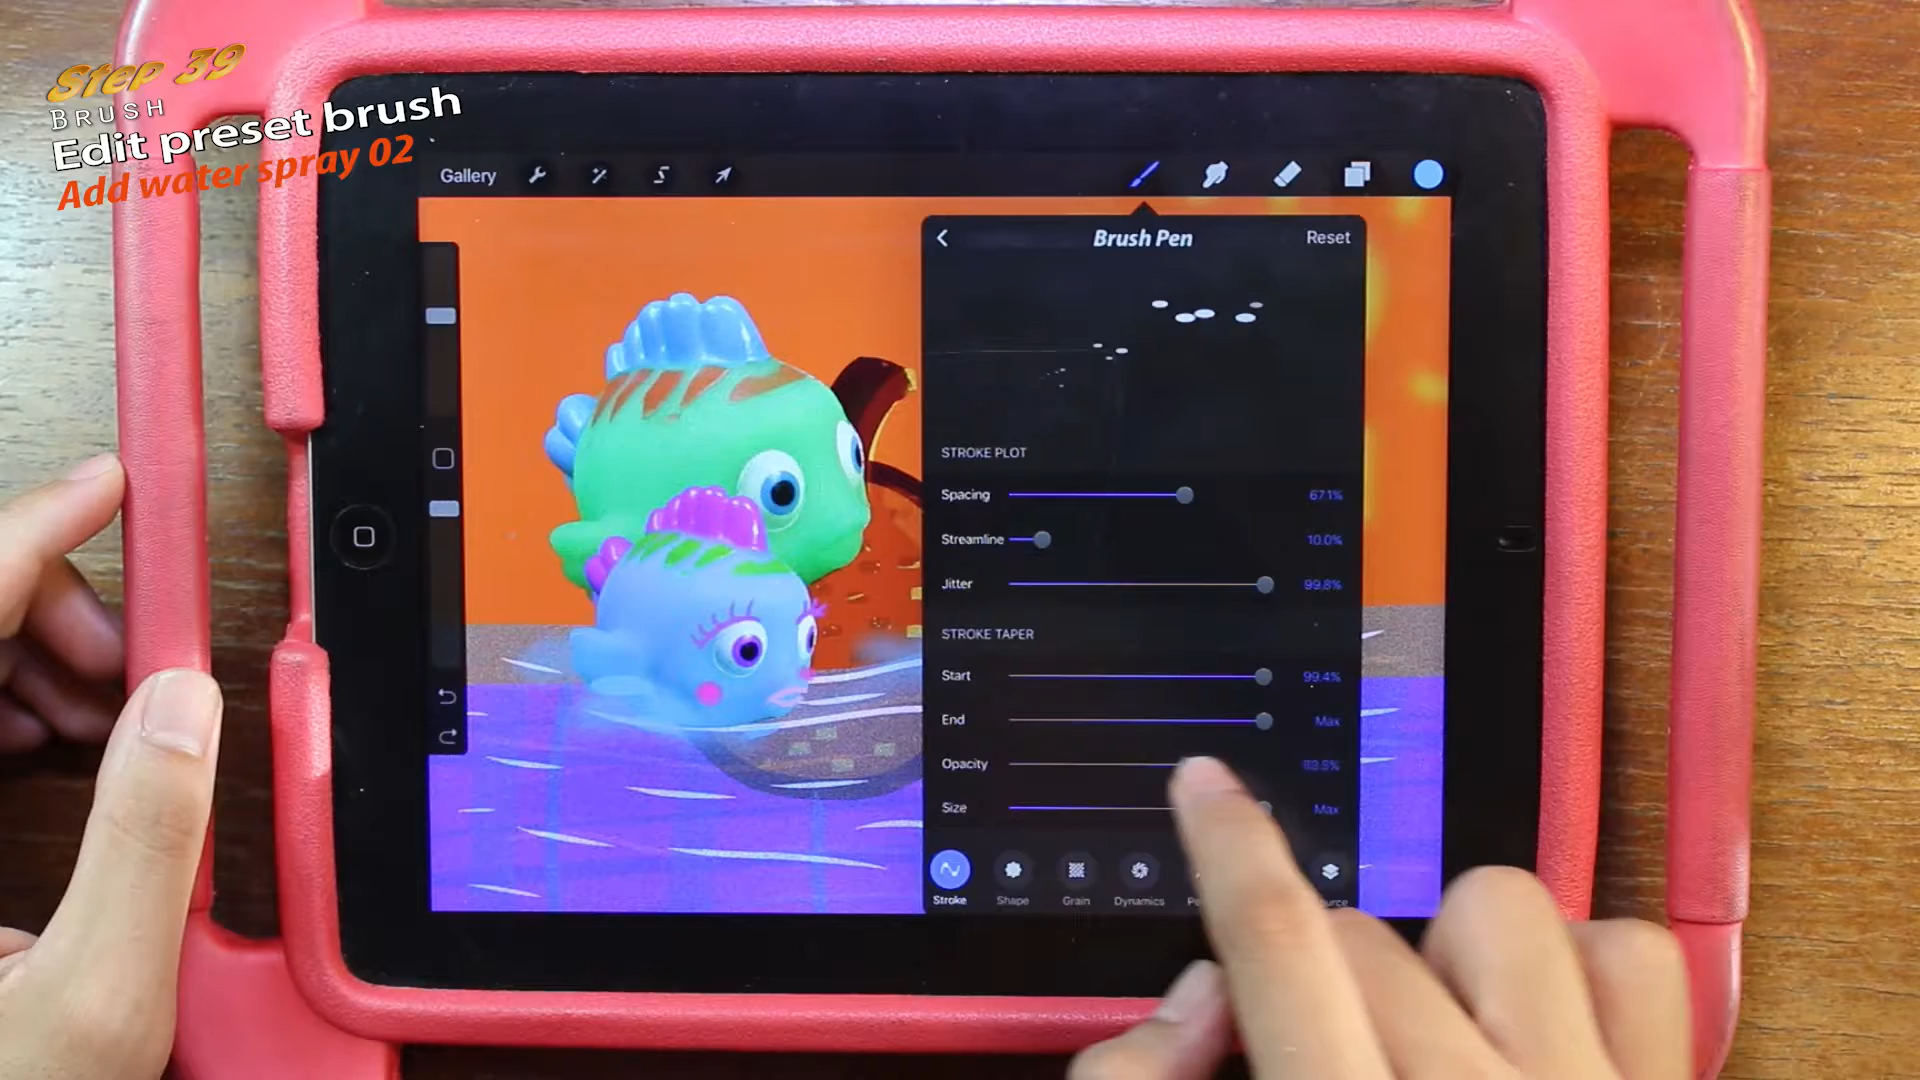 Step 39
BRUSH
Edit preset brush
Add water spray 02
Gallery
Brush Pen
Reset
STROKE PLOT
Spacing 67.1%
Streamline 10.0%
Jitter 99.8%
STROKE TAPER
Start 99.4%
End Max
Opacity
Size Max
Stroke Shape Grain Dynamics